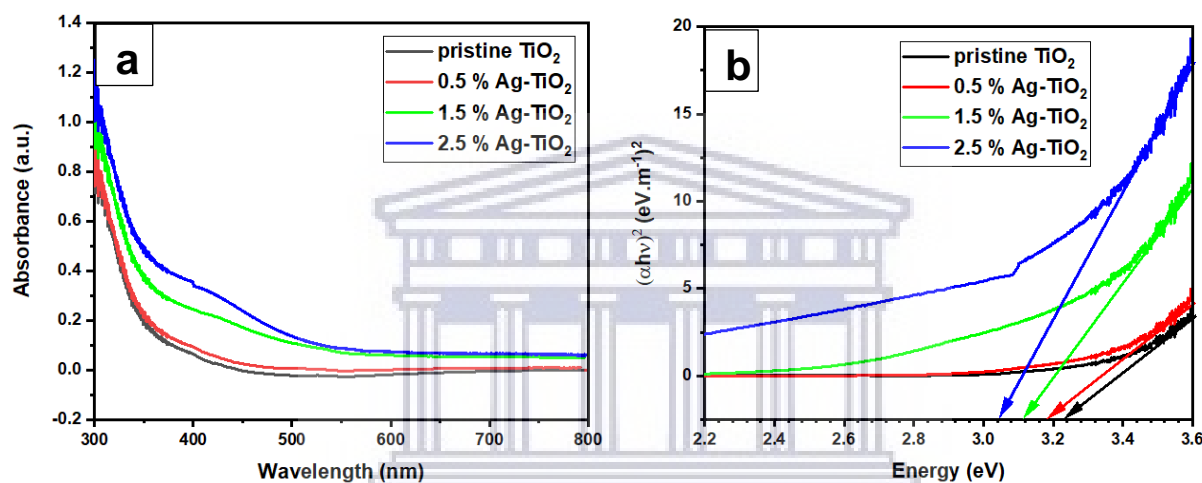 a
pristine TiO₂
0.5 % Ag-TiO₂
1.5 % Ag-TiO₂
2.5 % Ag-TiO₂
Absorbance (a.u.)
1.4
1.2
1.0
0.8
0.6
0.4
0.2
0.0
-0.2
300 400 500 600 700 800
Wavelength (nm)
b
pristine TiO₂
0.5 % Ag-TiO₂
1.5 % Ag-TiO₂
2.5 % Ag-TiO₂
(αhν)² (eV.m⁻¹)²
20
15
10
5
0
2.2 2.4 2.6 2.8 3.0 3.2 3.4 3.6
Energy (eV)